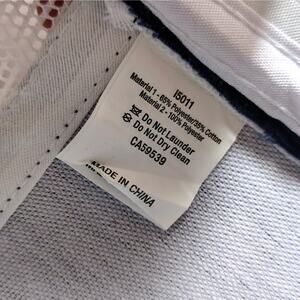 I5011
Material 1 - 65% Polyester/35% Cotton
Material 2 - 100% Polyester
Do Not Launder
Do Not Dry Clean
CA59539
MADE IN CHINA